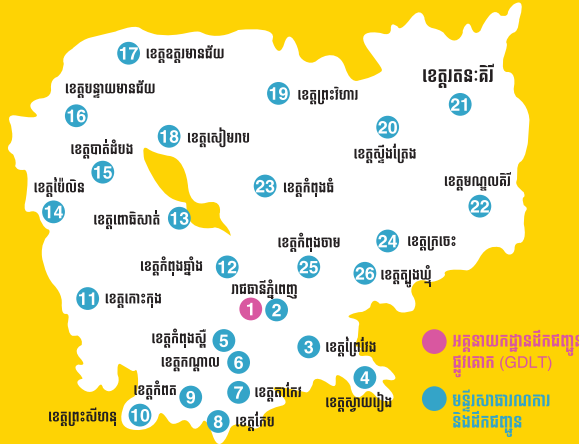 17 ខេត្តឧត្តរមានជ័យ
ខេត្តបន្ទាយមានជ័យ
16
19 ខេត្តព្រះវិហារ
ខេត្តរតនៈគិរី
21
18 ខេត្តសៀមរាប
20
ខេត្តស្ទឹងត្រែង
ខេត្តបាត់ដំបង
15
ខេត្តប៉ៃលិន
14
ខេត្តពោធិសាត់ 13
23 ខេត្តកំពុងធំ
ខេត្តមណ្ឌលគិរី
22
ខេត្តកំពុងចាម
25
24 ខេត្តក្រចេះ
ខេត្តកំពុងឆ្នាំង 12
26 ខេត្តត្បូងឃ្មុំ
11 ខេត្តកោះកុង
រាជធានីភ្នំពេញ
1 2
ខេត្តកំពុងស្ពឺ 5
3 ខេត្តព្រៃវែង
ខេត្តកណ្តាល 6
4
ខេត្តស្វាយរៀង
ខេត្តកំពត 9
7 ខេត្តតាកែវ
ខេត្តព្រះសីហនុ 10
8 ខេត្តកែប
អគ្គនាយកដ្ឋានដឹកជញ្ជូន
ផ្លូវគោក (GDLT)
មន្ទីរសាធារណការ
និងដឹកជញ្ជូន